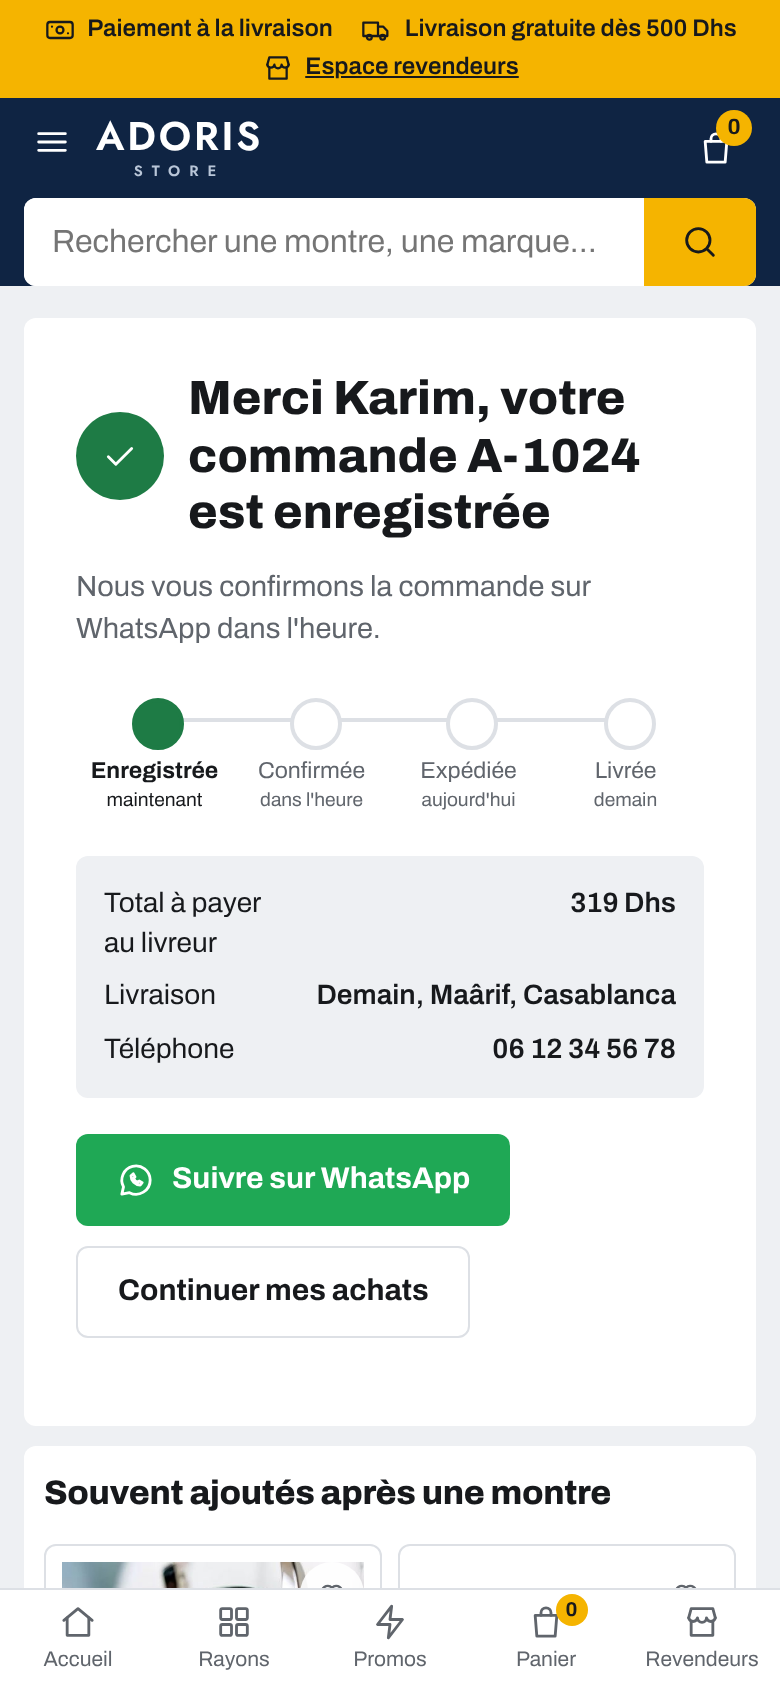 Paiement à la livraison
Livraison gratuite dès 500 Dhs
Espace revendeurs
ADORIS
STORE
0
Rechercher une montre, une marque...
Merci Karim, votre
commande A-1024
est enregistrée
Nous vous confirmons la commande sur
WhatsApp dans l'heure.
Enregistrée
maintenant
Confirmée
dans l'heure
Expédiée
aujourd'hui
Livrée
demain
Total à payer
au livreur
319 Dhs
Livraison
Demain, Maârif, Casablanca
Téléphone
06 12 34 56 78
Suivre sur WhatsApp
Continuer mes achats
Souvent ajoutés après une montre
Accueil
Rayons
Promos
0
Panier
Revendeurs